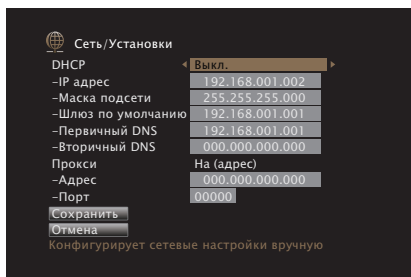 Сеть/Установки
DHCP Выкл.
–IP адрес 192.168.001.002
–Маска подсети 255.255.255.000
–Шлюз по умолчанию 192.168.001.001
–Первичный DNS 192.168.001.001
–Вторичный DNS 000.000.000.000
Прокси На (адрес)
–Адрес 000.000.000.000
–Порт 00000
Сохранить
Отмена
Конфигурирует сетевые настройки вручную